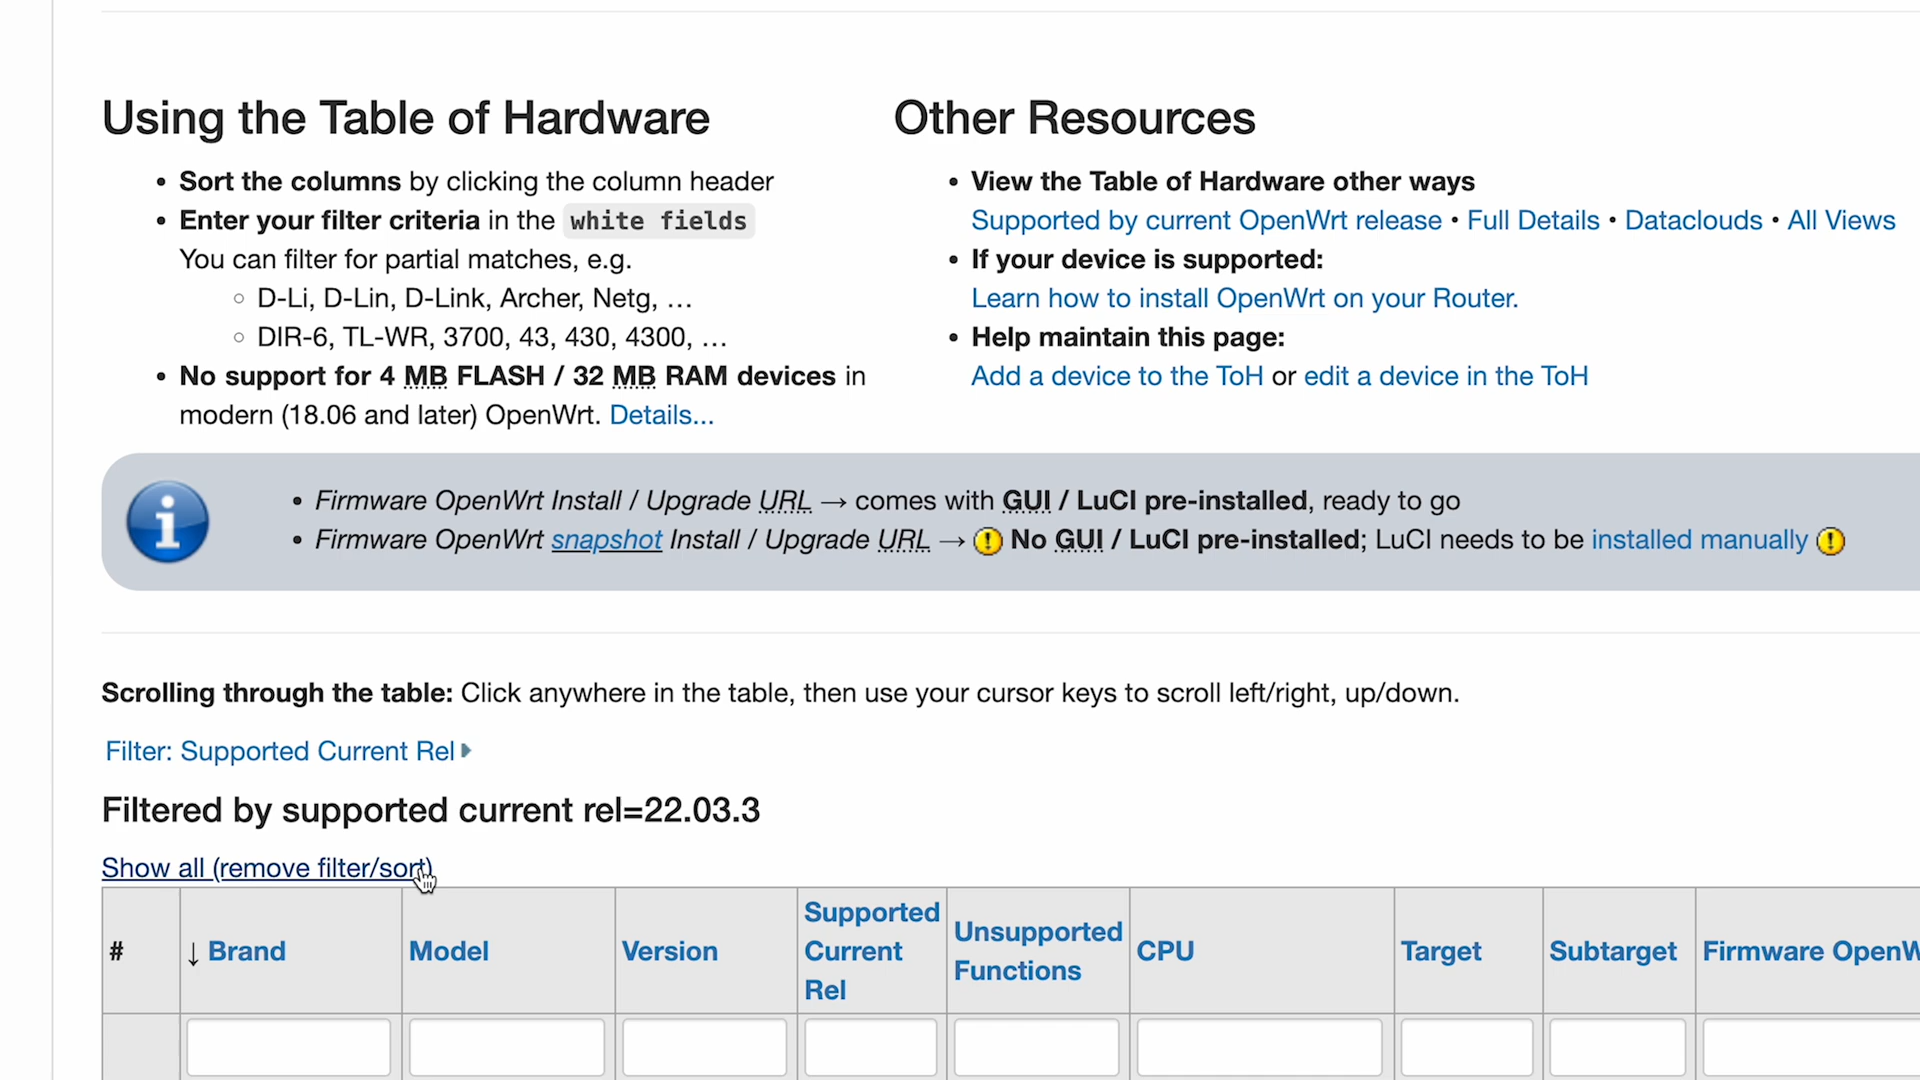 Using the Table of Hardware
Sort the columns by clicking the column header
Enter your filter criteria in the white fields
You can filter for partial matches, e.g.
D-Li, D-Lin, D-Link, Archer, Netg, …
DIR-6, TL-WR, 3700, 43, 430, 4300, …
No support for 4 MB FLASH / 32 MB RAM devices in
modern (18.06 and later) OpenWrt. Details...
Other Resources
View the Table of Hardware other ways
Supported by current OpenWrt release • Full Details • Dataclouds • All Views
If your device is supported:
Learn how to install OpenWrt on your Router.
Help maintain this page:
Add a device to the ToH or edit a device in the ToH
Firmware OpenWrt Install / Upgrade URL → comes with GUI / LuCI pre-installed, ready to go
Firmware OpenWrt snapshot Install / Upgrade URL → No GUI / LuCI pre-installed; LuCI needs to be installed manually
Scrolling through the table: Click anywhere in the table, then use your cursor keys to scroll left/right, up/down.
Filter: Supported Current Rel
Filtered by supported current rel=22.03.3
Show all (remove filter/sort)
# ↓ Brand Model Version Supported Current Rel Unsupported Functions CPU Target Subtarget Firmware OpenW